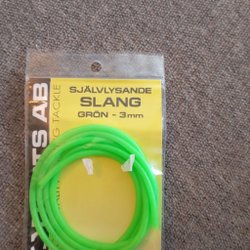 SJÄLVLYSANDE
SLANG
GRÖN - 3mm
TS AB
TACKLE